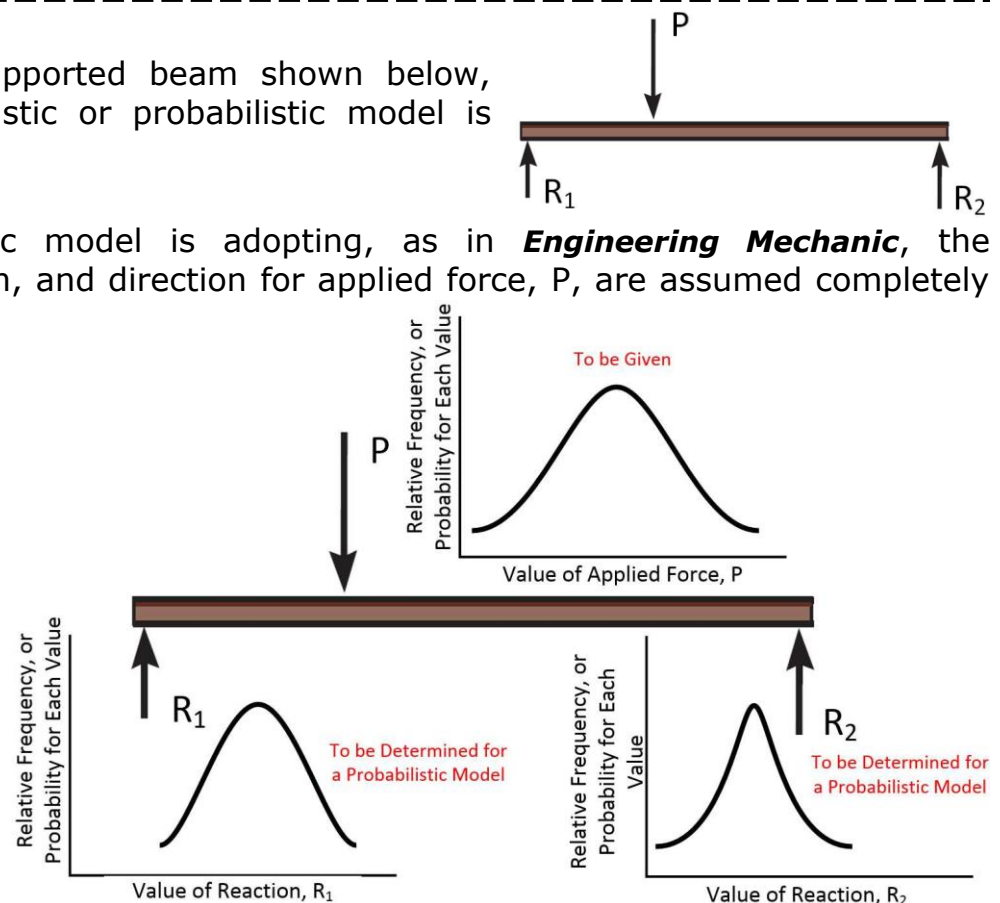 P
upported beam shown below,
istic or probabilistic model is
R1
R2
ic model is adopting, as in Engineering Mechanic, the
n, and direction for applied force, P, are assumed completely
Relative Frequency, or
Probability for Each Value
To be Given
Value of Applied Force, P
P
Relative Frequency, or
Probability for Each Value
R1
To be Determined for
a Probabilistic Model
Value of Reaction, R1
Relative Frequency, or
Probability for Each
Value
R2
To be Determined for
a Probabilistic Model
Value of Reaction, R2